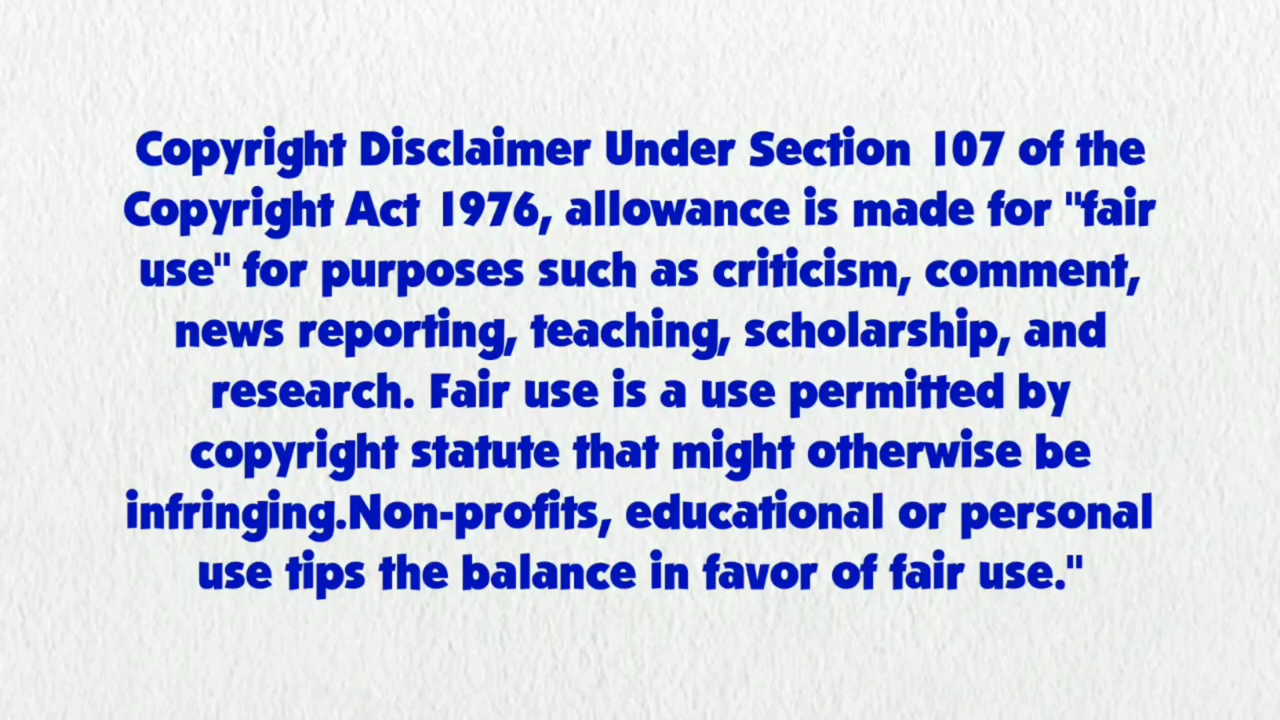 Copyright Disclaimer Under Section 107 of the
Copyright Act 1976, allowance is made for "fair
use" for purposes such as criticism, comment,
news reporting, teaching, scholarship, and
research. Fair use is a use permitted by
copyright statute that might otherwise be
infringing.Non-profits, educational or personal
use tips the balance in favor of fair use."